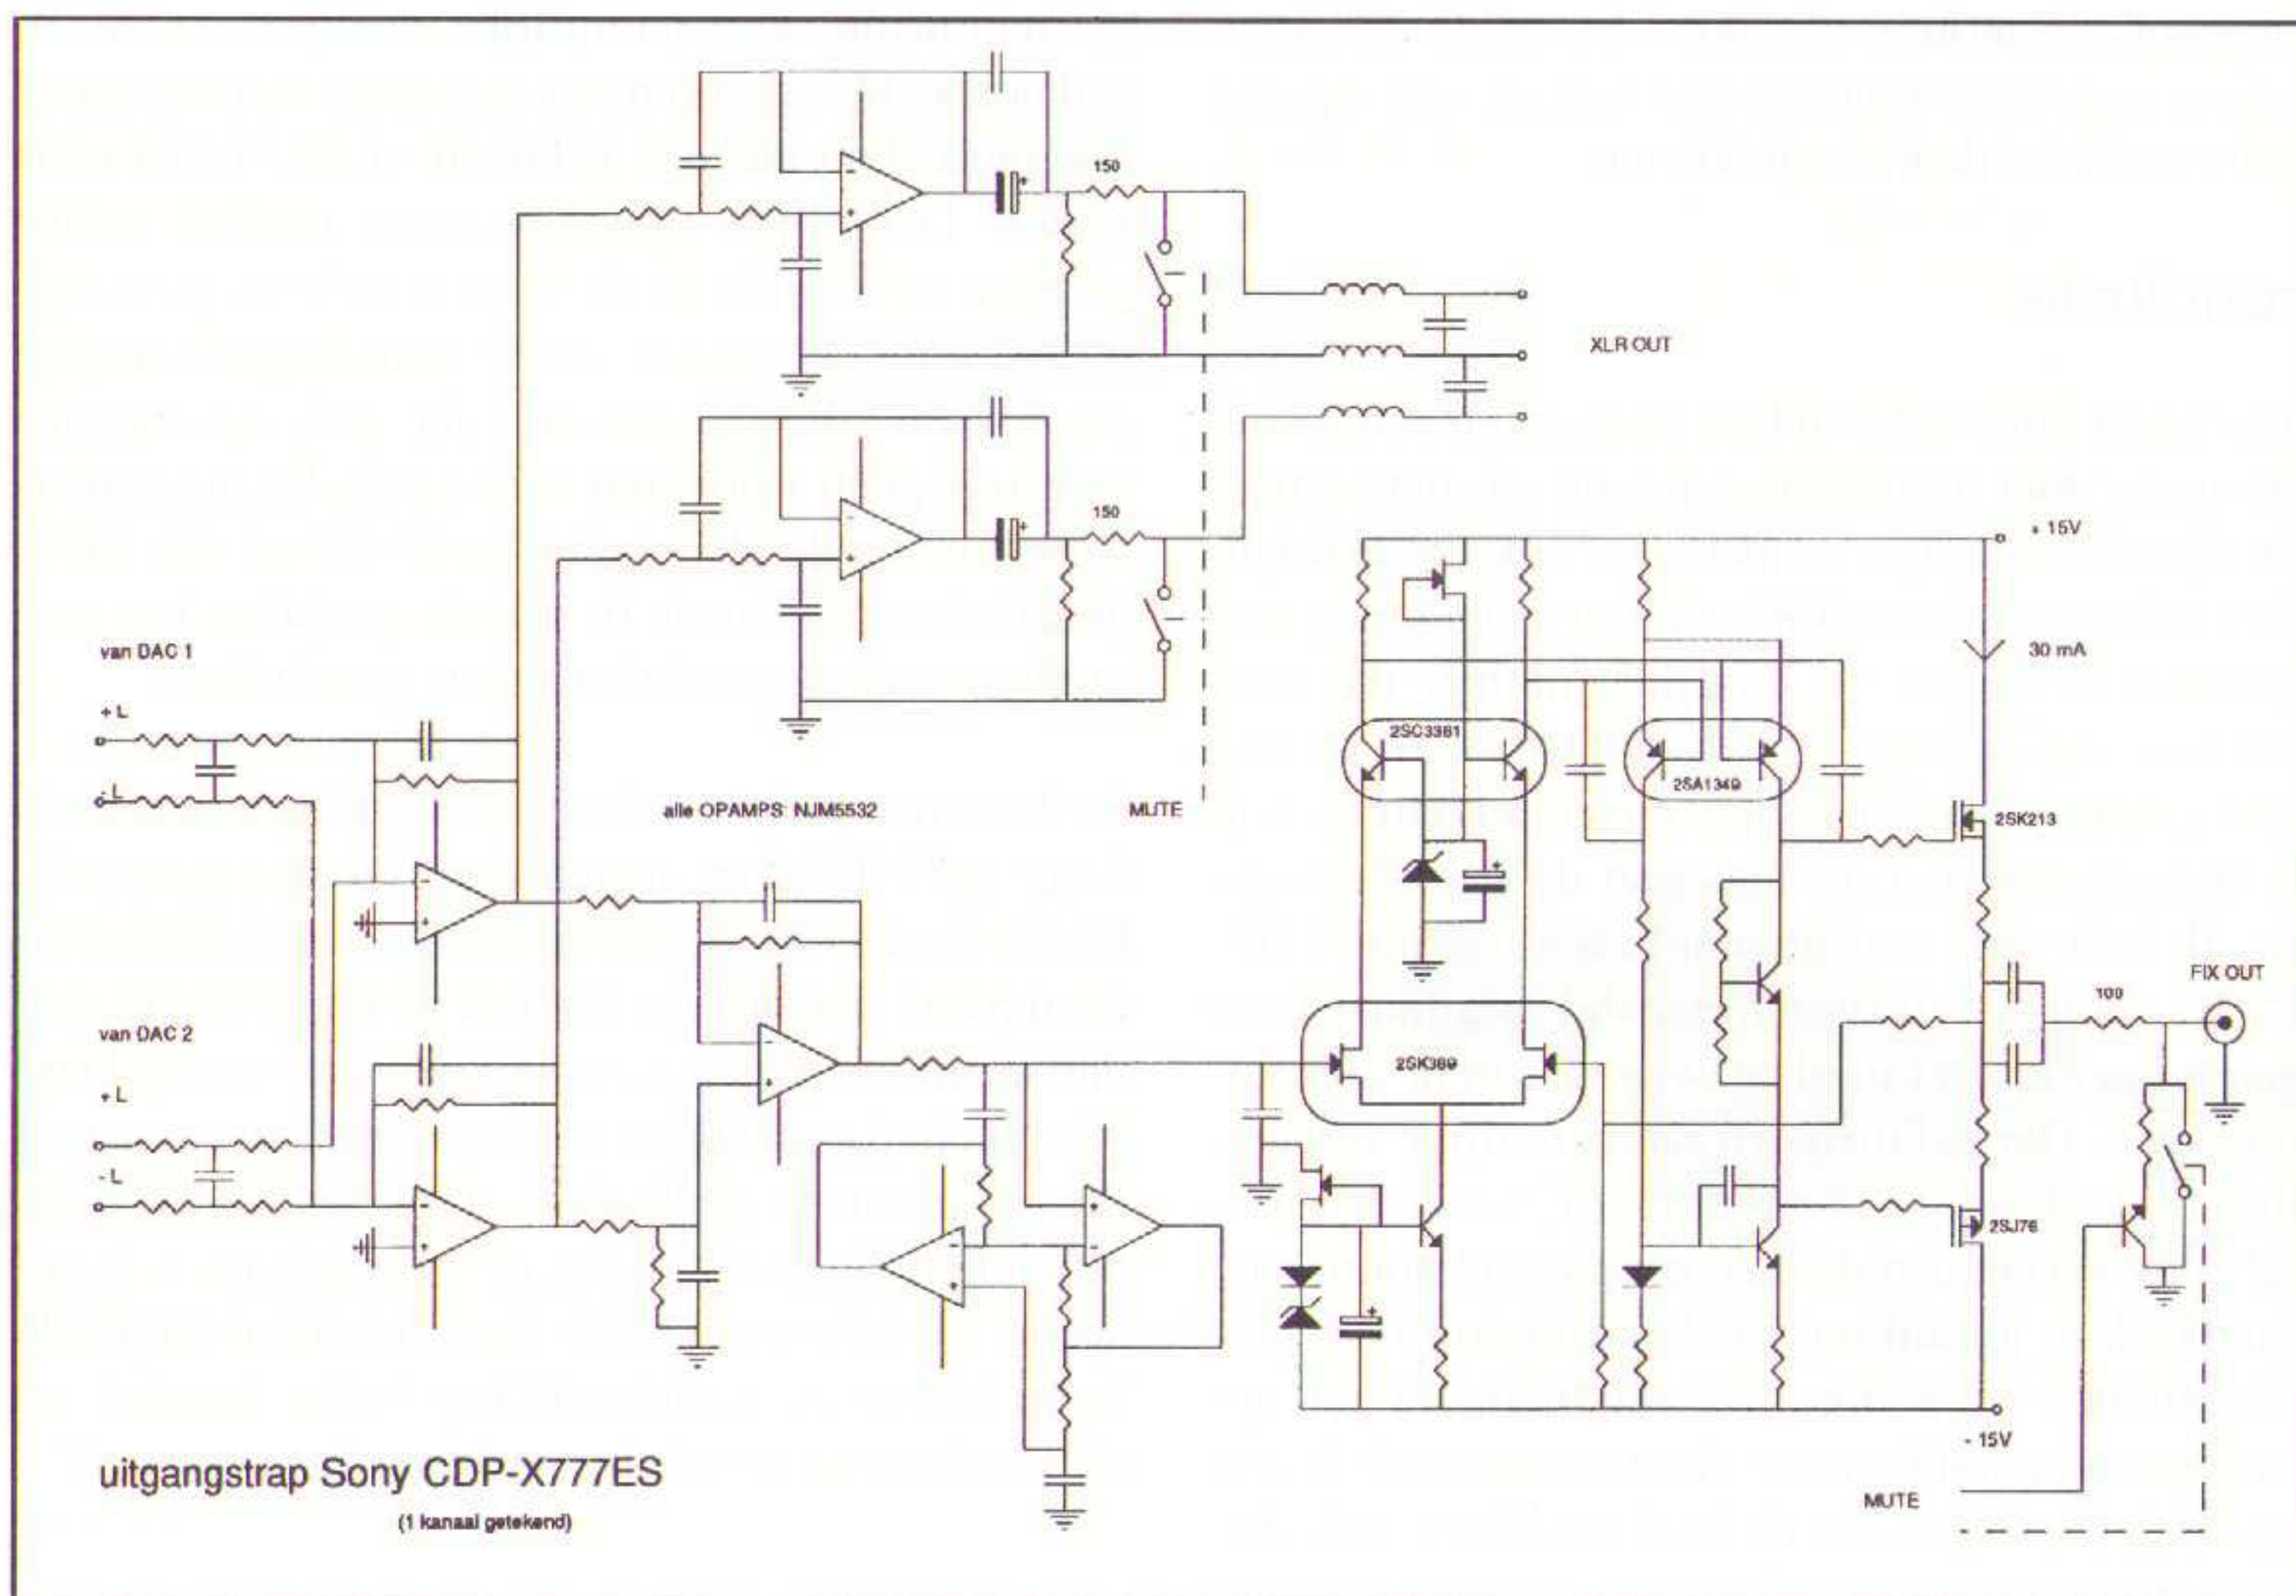 150
XLR OUT
150
+ 15V
van DAC 1
30 mA
+ L
2SC3381
- L
2SA1349
alle OPAMPS: NJM5532
MUTE
2SK213
FIX OUT
van DAC 2
100
+ L
2SK389
- L
2SJ76
- 15V
uitgangstrap Sony CDP-X777ES
MUTE
(1 kanaal getekend)